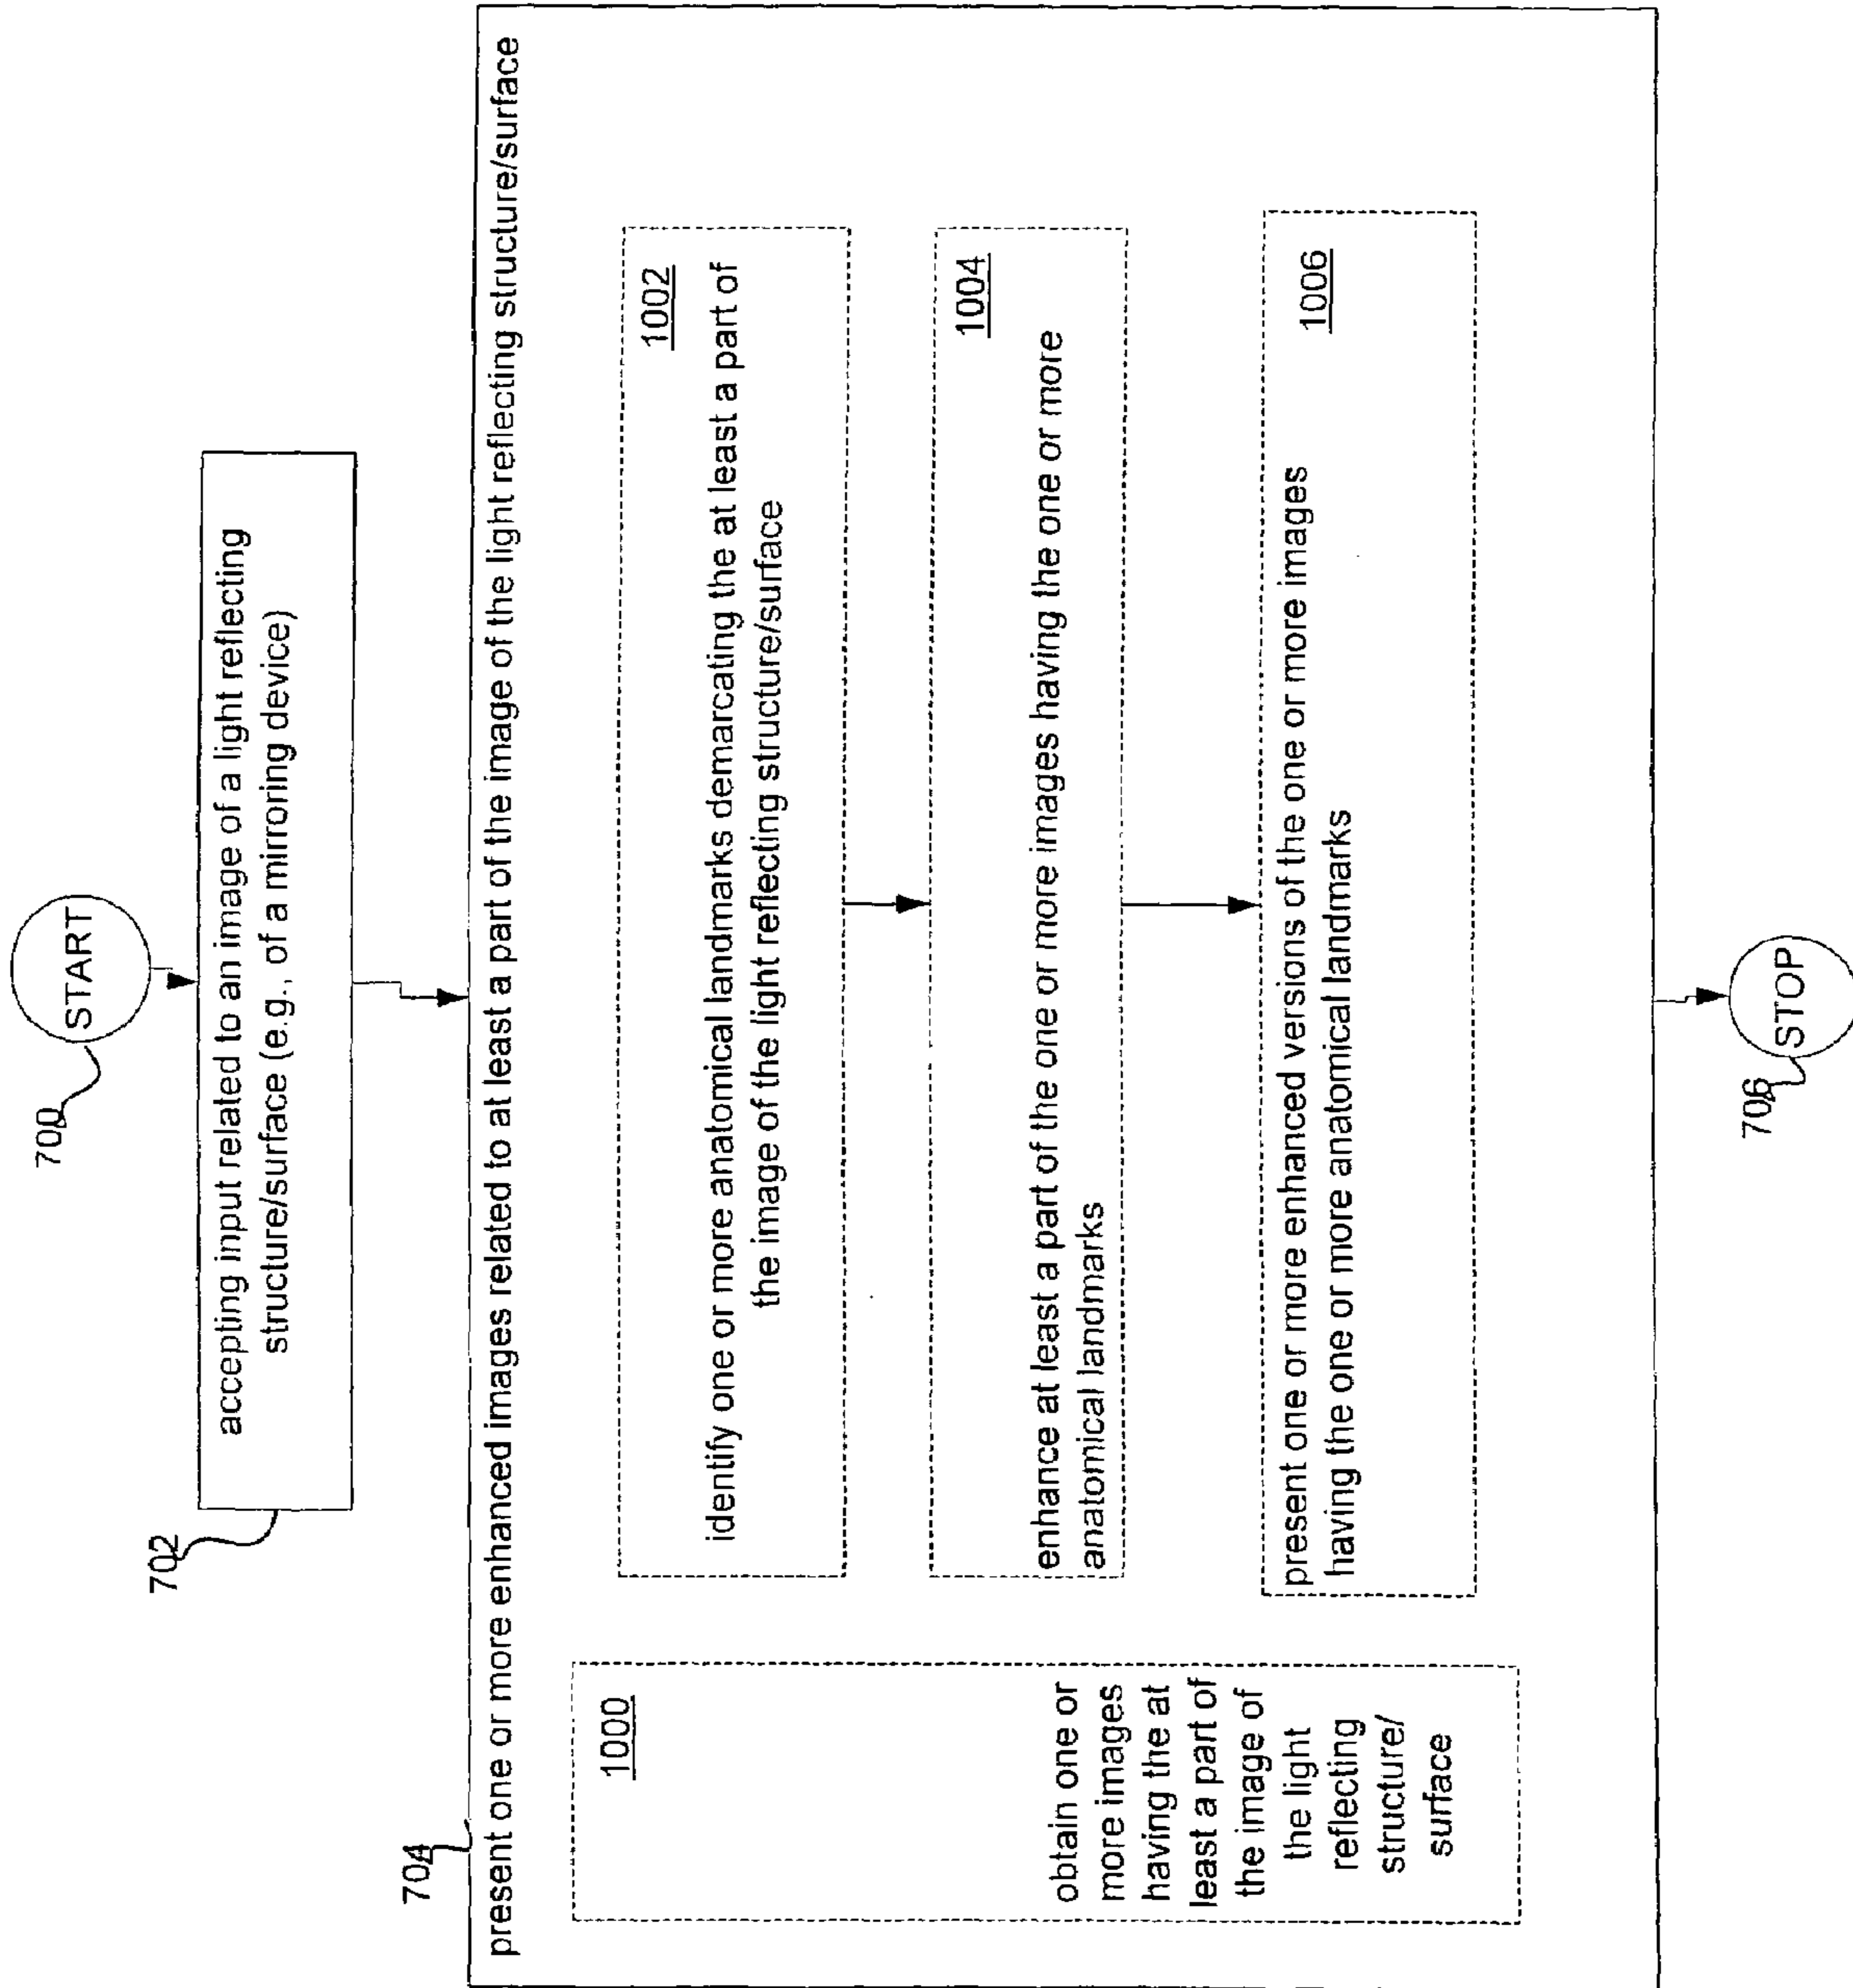 700
START
702
accepting input related to an image of a light reflecting
structure/surface (e.g., of a mirroring device)
704
present one or more enhanced images related to at least a part of the image of the light reflecting structure/surface
1000
obtain one or
more images
having the at
least a part of
the image of
the light
reflecting
structure/
surface
1002
identify one or more anatomical landmarks demarcating the at least a part of
the image of the light reflecting structure/surface
1004
enhance at least a part of the one or more images having the one or more
anatomical landmarks
1006
present one or more enhanced versions of the one or more images
having the one or more anatomical landmarks
706
STOP